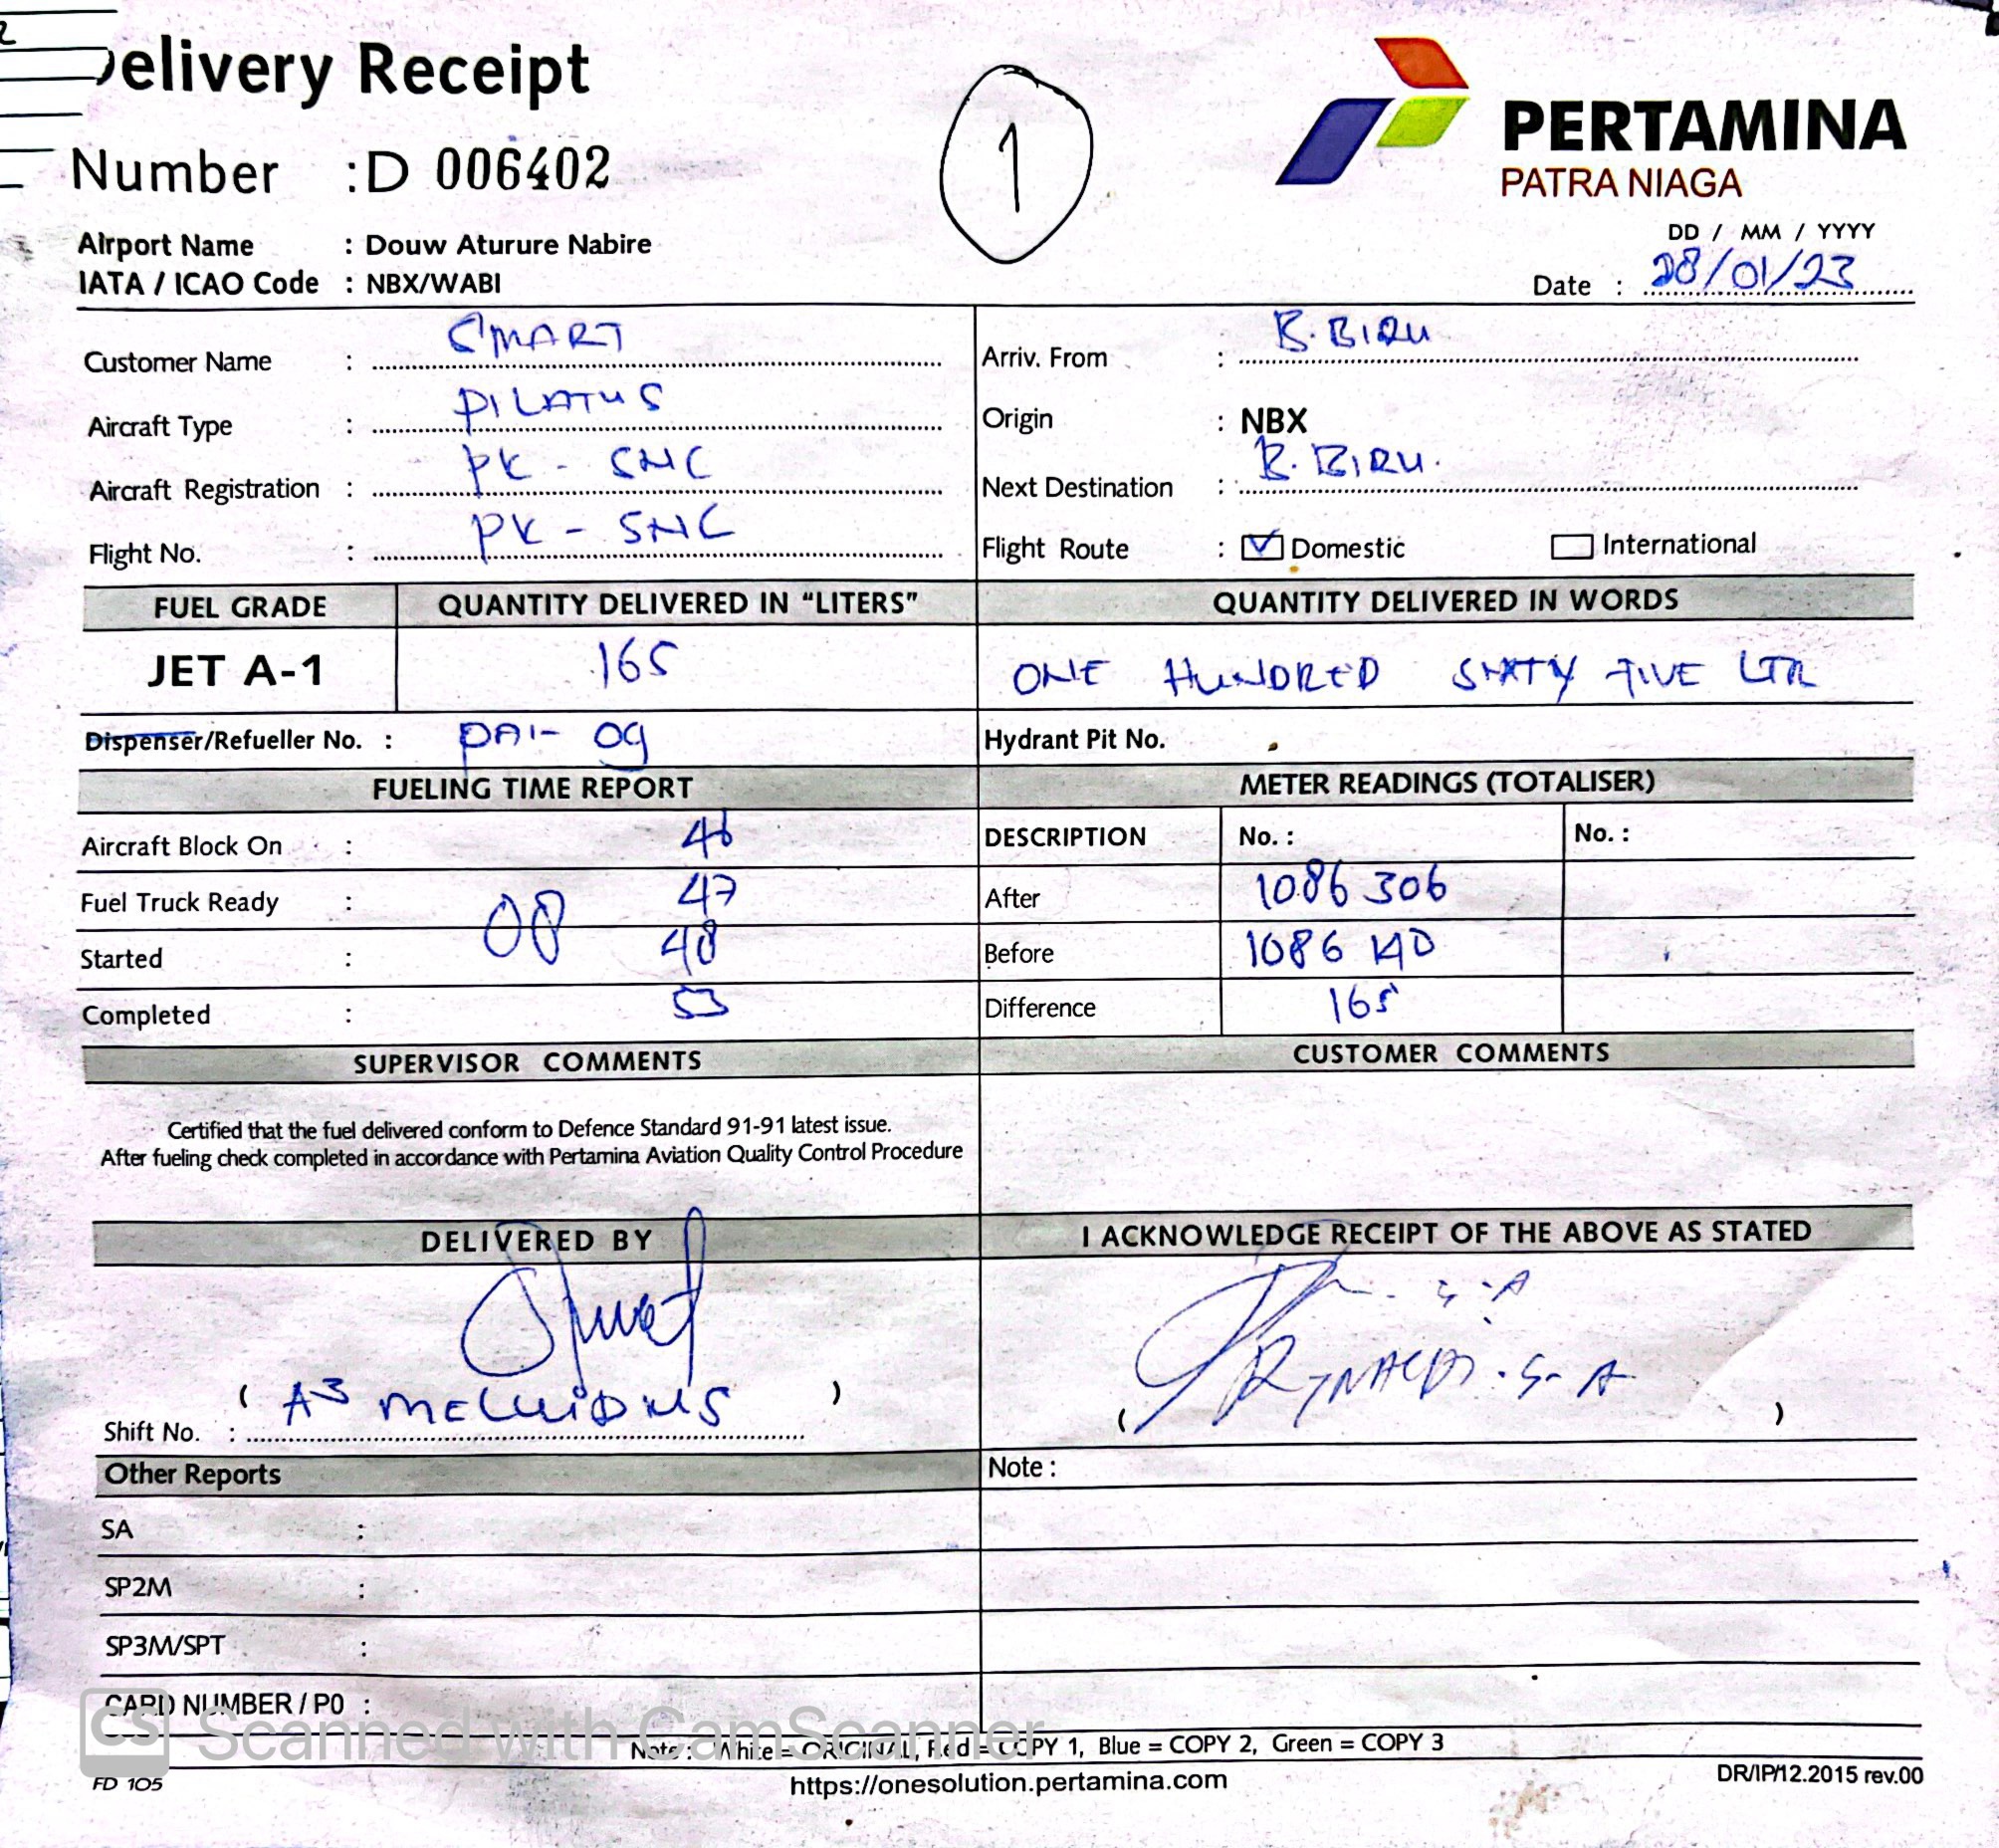 Delivery Receipt
1
PERTAMINA
PATRA NIAGA
Number : D 006402
Airport Name : Douw Aturure Nabire
IATA / ICAO Code : NBX/WABI
DD / MM / YYYY
Date : 28/01/23
Customer Name : SMART
Arriv. From : B. BIRU
Aircraft Type : PILATUS
Origin : NBX
Aircraft Registration : PK - SNC
Next Destination : B. BIRU.
Flight No. : PK - SNC
Flight Route : Domestic International
FUEL GRADE QUANTITY DELIVERED IN "LITERS" QUANTITY DELIVERED IN WORDS
JET A-1 165 ONE HUNDRED SIXTY FIVE LTR
Dispenser/Refueller No. : PAI- 09
Hydrant Pit No.
FUELING TIME REPORT METER READINGS (TOTALISER)
Aircraft Block On : 46
DESCRIPTION No. : No. :
Fuel Truck Ready : 08 47
After 1086 306
Started : 48
Before 1086
Completed : 53
Difference 165
SUPERVISOR COMMENTS CUSTOMER COMMENTS
Certified that the fuel delivered conform to Defence Standard 91-91 latest issue.
After fueling check completed in accordance with Pertamina Aviation Quality Control Procedure
DELIVERED BY I ACKNOWLEDGE RECEIPT OF THE ABOVE AS STATED
Shift No. : ( A3 )
( S. A )
Other Reports Note :
SA :
SP2M :
SP3M/SPT :
CARD NUMBER / PO :
CS Scanned with CamScanner
Note : White = ORIGINAL, Red = COPY 1, Blue = COPY 2, Green = COPY 3
FD 105 https://onesolution.pertamina.com DR/IP/12.2015 rev.00